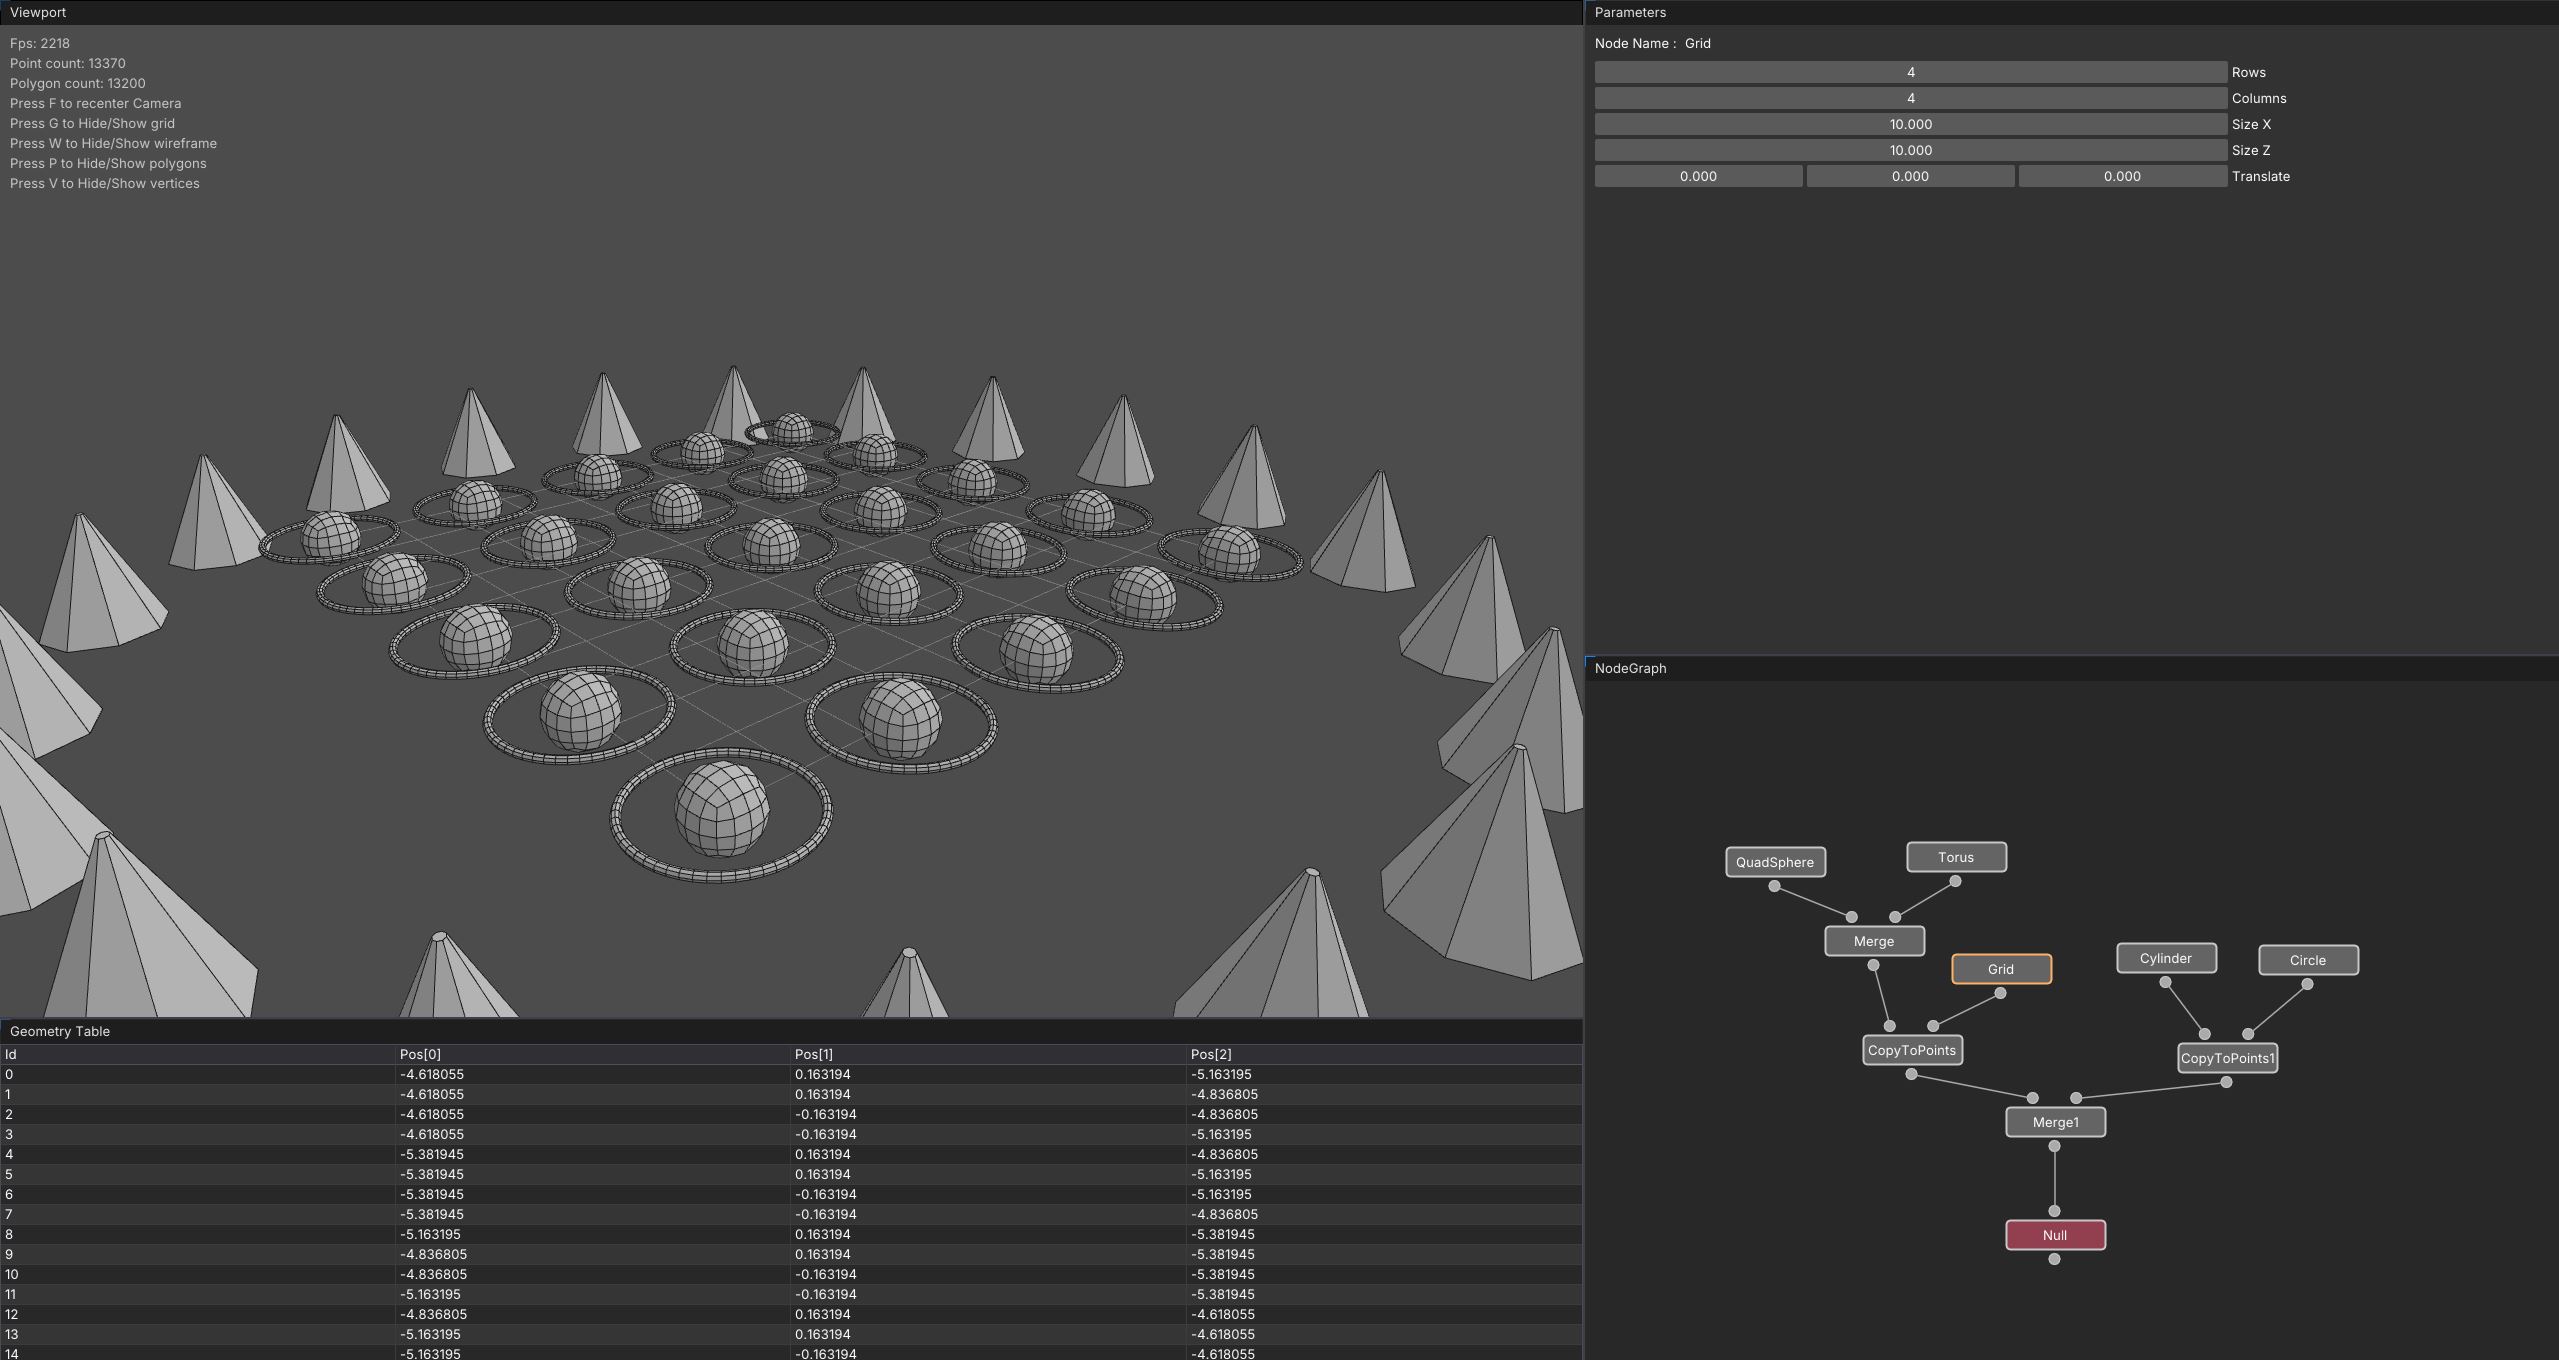 Viewport
Fps: 2218
Point count: 13370
Polygon count: 13200
Press F to recenter Camera
Press G to Hide/Show grid
Press W to Hide/Show wireframe
Press P to Hide/Show polygons
Press V to Hide/Show vertices
Parameters
Node Name : Grid
4 Rows
4 Columns
10.000 Size X
10.000 Size Z
0.000 0.000 0.000 Translate
NodeGraph
QuadSphere Torus
Merge
Grid Cylinder Circle
CopyToPoints CopyToPoints1
Merge1
Null
Geometry Table
Id Pos[0] Pos[1] Pos[2]
0 -4.618055 0.163194 -5.163195
1 -4.618055 0.163194 -4.836805
2 -4.618055 -0.163194 -4.836805
3 -4.618055 -0.163194 -5.163195
4 -5.381945 0.163194 -4.836805
5 -5.381945 0.163194 -5.163195
6 -5.381945 -0.163194 -5.163195
7 -5.381945 -0.163194 -4.836805
8 -5.163195 0.163194 -5.381945
9 -4.836805 0.163194 -5.381945
10 -4.836805 -0.163194 -5.381945
11 -5.163195 -0.163194 -5.381945
12 -4.836805 0.163194 -4.618055
13 -5.163195 0.163194 -4.618055
14 -5.163195 -0.163194 -4.618055